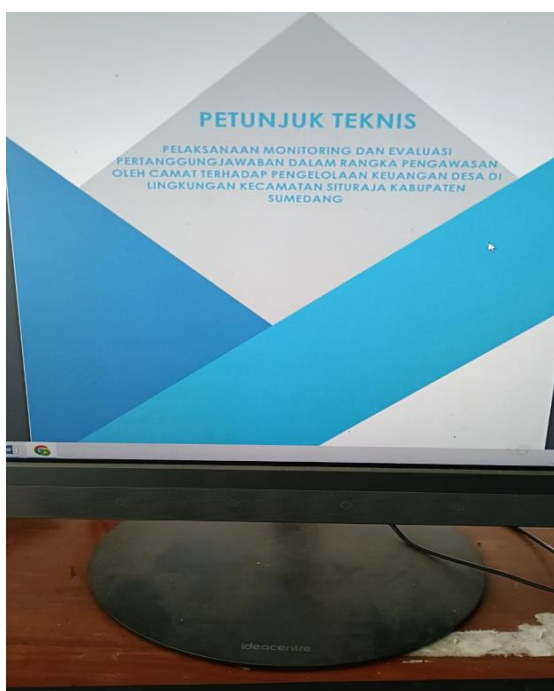 PETUNJUK TEKNIS
PELAKSANAAN MONITORING DAN EVALUASI
PERTANGGUNGJAWABAN DALAM RANGKA PENGAWASAN
OLEH CAMAT TERHADAP PENGELOLAAN KEUANGAN DESA DI
LINGKUNGAN KECAMATAN SITURAJA KABUPATEN
SUMEDANG
ideacentre